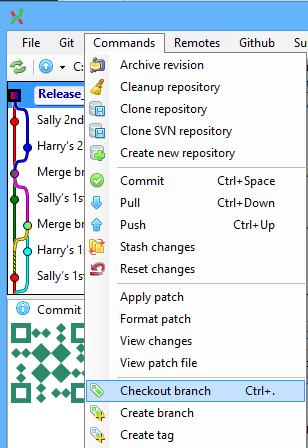 File Git Commands Remotes Github Su
C:
Release_
Sally 2nd
Harry's 2
Merge bra
Sally's 1s
Merge br
Harry's 1
Sally's 1s
Commit
Archive revision
Cleanup repository
Clone repository
Clone SVN repository
Create new repository
Commit Ctrl+Space
Pull Ctrl+Down
Push Ctrl+Up
Stash changes
Reset changes
Apply patch
Format patch
View changes
View patch file
Checkout branch Ctrl+.
Create branch
Create tag